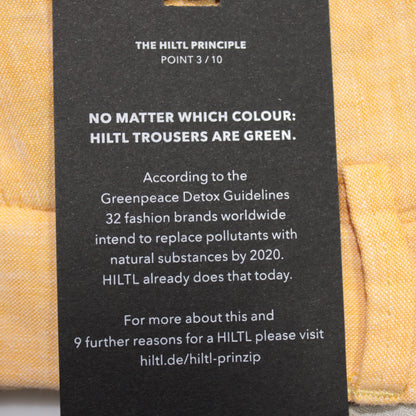 THE HILTL PRINCIPLE
POINT 3 / 10
NO MATTER WHICH COLOUR:
HILTL TROUSERS ARE GREEN.
According to the
Greenpeace Detox Guidelines
32 fashion brands worldwide
intend to replace pollutants with
natural substances by 2020.
HILTL already does that today.
For more about this and
9 further reasons for a HILTL please visit
hiltl.de/hiltl-prinzip